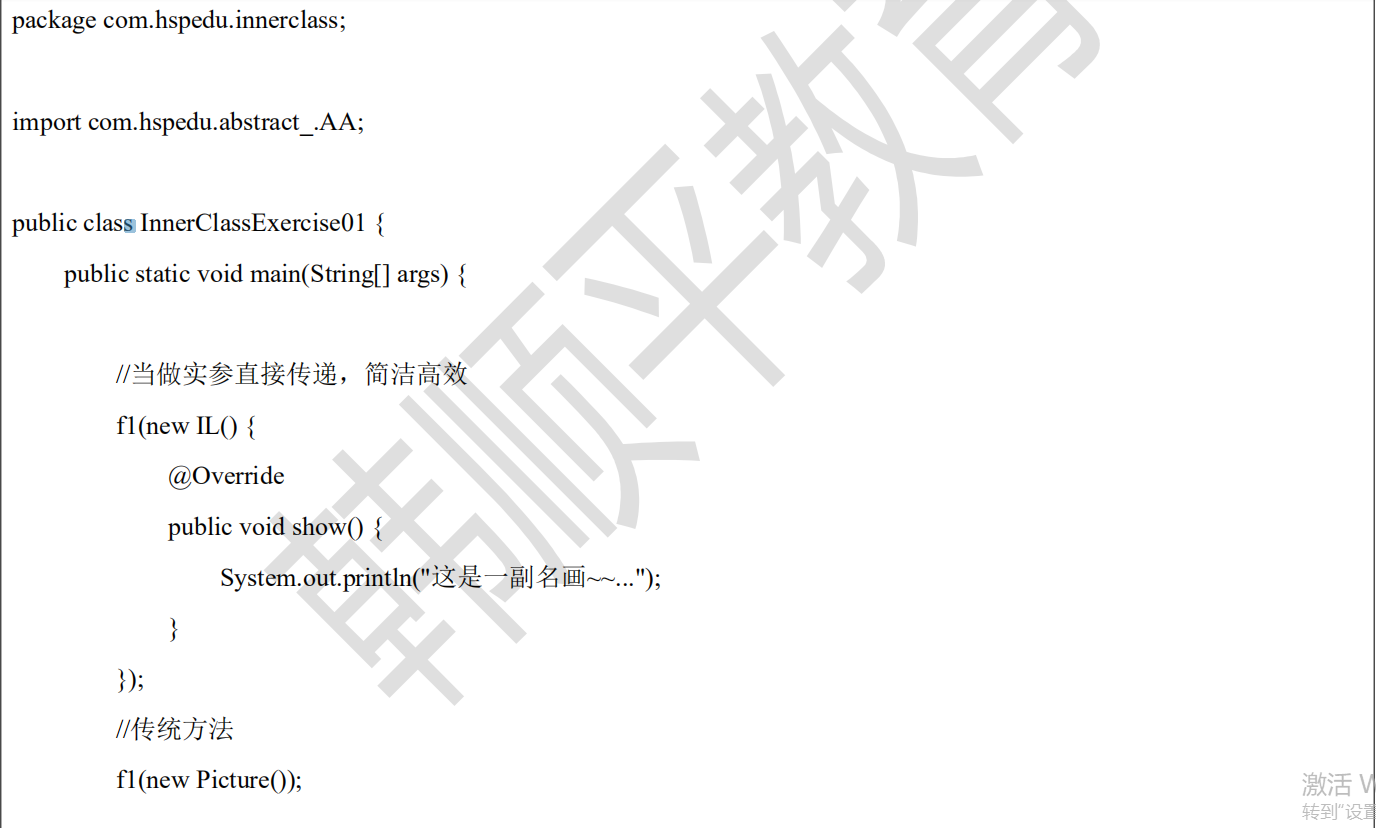 package com.hspedu.innerclass;
import com.hspedu.abstract_.AA;
public class InnerClassExercise01 {
public static void main(String[] args) {
//当做实参直接传递，简洁高效
f1(new IL() {
@Override
public void show() {
System.out.println("这是一副名画~~...");
}
});
//传统方法
f1(new Picture());
韩顺平教育
激活 W
转到"设置